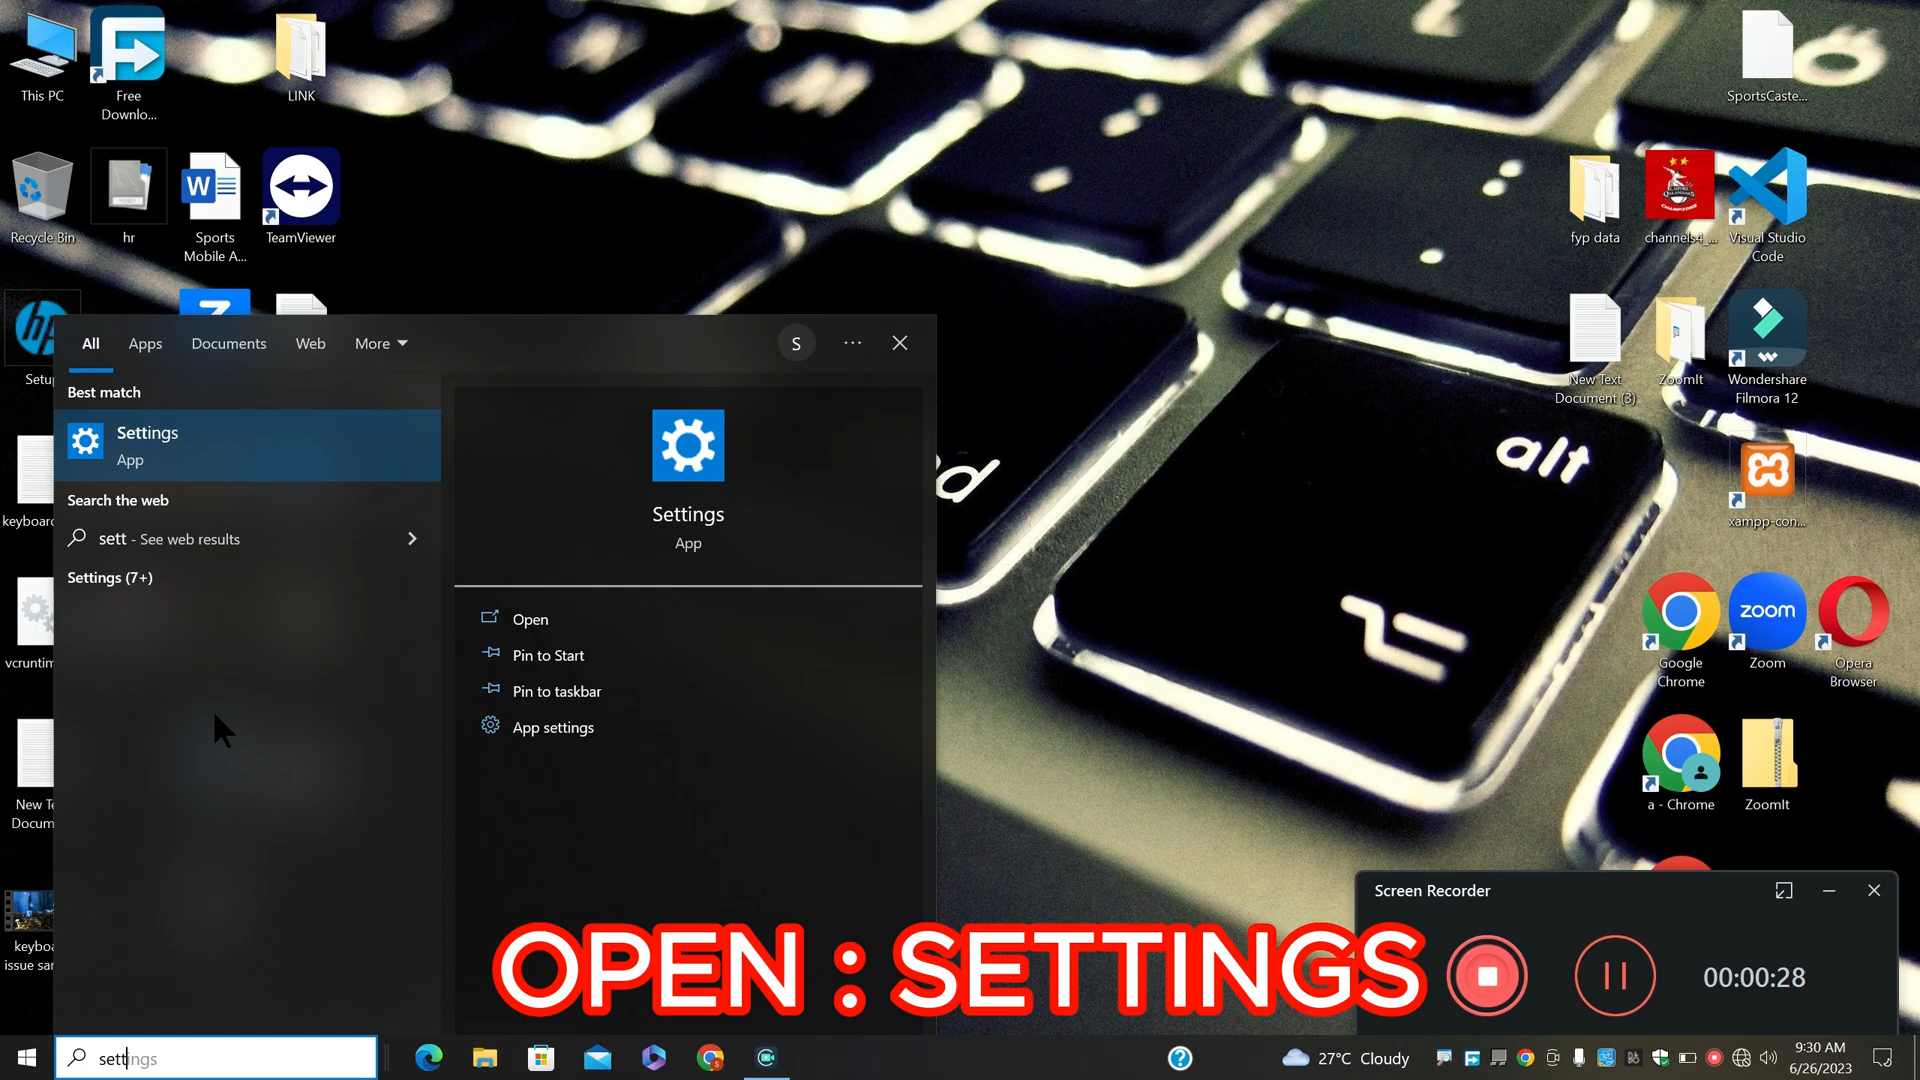 This PC
Free
Downlo...
LINK
SportsCaste...
Recycle Bin
hr
Sports
Mobile A...
TeamViewer
fyp data
channels4_...
Visual Studio
Code
Setup
New Text
Document (3)
ZoomIt
Wondershare
Filmora 12
All
Apps
Documents
Web
More
S
Best match
Settings
App
Search the web
sett - See web results
Settings (7+)
Settings
App
Open
Pin to Start
Pin to taskbar
App settings
keyboard
vcruntim
New Te
Docum
keyboa
issue sam
alt
xampp-con...
Google
Chrome
zoom
Zoom
Opera
Browser
a - Chrome
ZoomIt
Screen Recorder
00:00:28
OPEN : SETTINGS
settings
27°C Cloudy
9:30 AM
6/26/2023